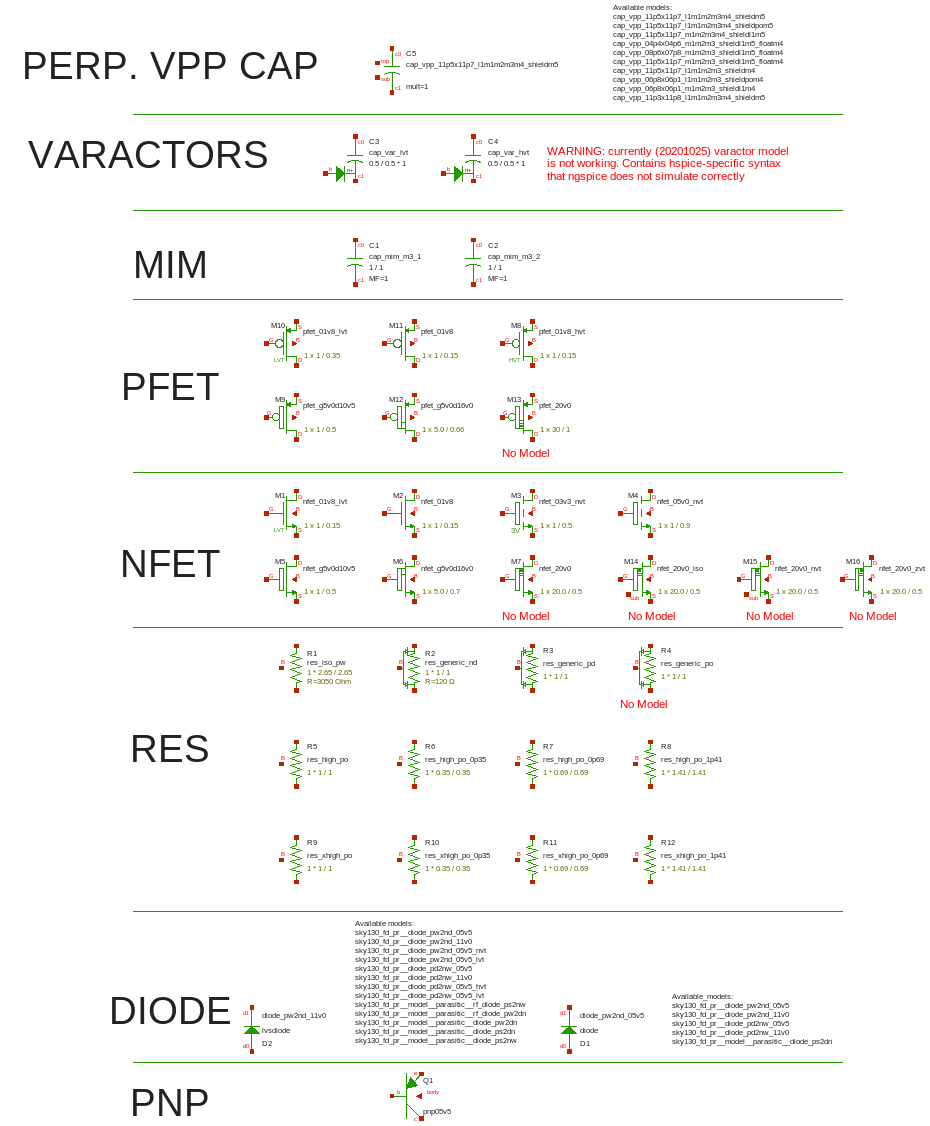 Available models:
cap_vpp_11p5x11p7_l1m1m2m3m4_shieldm5
cap_vpp_11p5x11p7_l1m1m2m3m4_shieldpom5
cap_vpp_11p5x11p7_m1m2m3m4_shieldl1m5
cap_vpp_04p4x04p6_m1m2m3_shieldl1m5_floatm4
cap_vpp_08p6x07p8_m1m2m3_shieldl1m5_floatm4
cap_vpp_11p5x11p7_m1m2m3_shieldl1m5_floatm4
cap_vpp_11p5x11p7_l1m1m2m3_shieldm4
cap_vpp_06p8x06p1_l1m1m2m3_shieldpom4
cap_vpp_06p8x06p1_m1m2m3_shieldl1m4
cap_vpp_11p3x11p8_l1m1m2m3m4_shieldm5
PERP. VPP CAP
c0
top
sub
c1
C5
cap_vpp_11p5x11p7_l1m1m2m3m4_shieldm5
mult=1
VARACTORS
c0
b
n+
c1
C3
cap_var_lvt
0.5 / 0.5 * 1
c0
b
n+
c1
C4
cap_var_hvt
0.5 / 0.5 * 1
WARNING: currently (20201025) varactor model
is not working. Contains hspice-specific syntax
that ngspice does not simulate correctly
MIM
c0
c1
C1
cap_mim_m3_1
1 / 1
MF=1
c0
c1
C2
cap_mim_m3_2
1 / 1
MF=1
PFET
M10
S
G
B
D
LVT
pfet_01v8_lvt
1 x 1 / 0.35
M11
S
G
B
D
pfet_01v8
1 x 1 / 0.15
M8
S
G
B
D
HVT
pfet_01v8_hvt
1 x 1 / 0.15
M9
S
G
B
D
pfet_g5v0d10v5
1 x 1 / 0.5
M12
S
G
B
D
pfet_g5v0d16v0
1 x 5.0 / 0.66
M13
S
G
B
D
pfet_20v0
1 x 30 / 1
No Model
NFET
M1
D
G
B
S
LVT
nfet_01v8_lvt
1 x 1 / 0.15
M2
D
G
B
S
nfet_01v8
1 x 1 / 0.15
M3
D
G
B
S
3V
nfet_03v3_nvt
1 x 1 / 0.5
M4
D
G
B
S
nfet_05v0_nvt
1 x 1 / 0.9
M5
D
G
B
S
nfet_g5v0d10v5
1 x 1 / 0.5
M6
D
G
B
S
nfet_g5v0d16v0
1 x 5.0 / 0.7
M7
D
G
B
S
nfet_20v0
1 x 20.0 / 0.5
No Model
M14
D
G
B
S
sub
nfet_20v0_iso
1 x 20.0 / 0.5
No Model
M15
D
G
B
S
sub
nfet_20v0_nvt
1 x 20.0 / 0.5
No Model
M16
D
G
B
S
nfet_20v0_zvt
1 x 20.0 / 0.5
No Model
RES
B
R1
res_iso_pw
1 * 2.65 / 2.65
R=3050 Ohm
B
R2
res_generic_nd
1 * 1 / 1
R=120 Ω
B
R3
res_generic_pd
1 * 1 / 1
B
R4
res_generic_po
1 * 1 / 1
No Model
B
R5
res_high_po
1 * 1 / 1
B
R6
res_high_po_0p35
1 * 0.35 / 0.35
B
R7
res_high_po_0p69
1 * 0.69 / 0.69
B
R8
res_high_po_1p41
1 * 1.41 / 1.41
B
R9
res_xhigh_po
1 * 1 / 1
B
R10
res_xhigh_po_0p35
1 * 0.35 / 0.35
B
R11
res_xhigh_po_0p69
1 * 0.69 / 0.69
B
R12
res_xhigh_po_1p41
1 * 1.41 / 1.41
DIODE
d1
d0
diode_pw2nd_11v0
lvsdiode
D2
Available models:
sky130_fd_pr__diode_pw2nd_05v5
sky130_fd_pr__diode_pw2nd_11v0
sky130_fd_pr__diode_pw2nd_05v5_nvt
sky130_fd_pr__diode_pw2nd_05v5_lvt
sky130_fd_pr__diode_pd2nw_05v5
sky130_fd_pr__diode_pd2nw_11v0
sky130_fd_pr__diode_pd2nw_05v5_hvt
sky130_fd_pr__diode_pd2nw_05v5_lvt
sky130_fd_pr__model__parasitic__rf_diode_ps2nw
sky130_fd_pr__model__parasitic__rf_diode_pw2dn
sky130_fd_pr__model__parasitic__diode_pw2dn
sky130_fd_pr__model__parasitic__diode_ps2dn
sky130_fd_pr__model__parasitic__diode_ps2nw
d1
d0
diode_pw2nd_05v5
diode
D1
Available_models:
sky130_fd_pr__diode_pw2nd_05v5
sky130_fd_pr__diode_pw2nd_11v0
sky130_fd_pr__diode_pd2nw_05v5
sky130_fd_pr__diode_pd2nw_11v0
sky130_fd_pr__model__parasitic__diode_ps2dn
PNP
e
b
body
c
Q1
pnp05v5